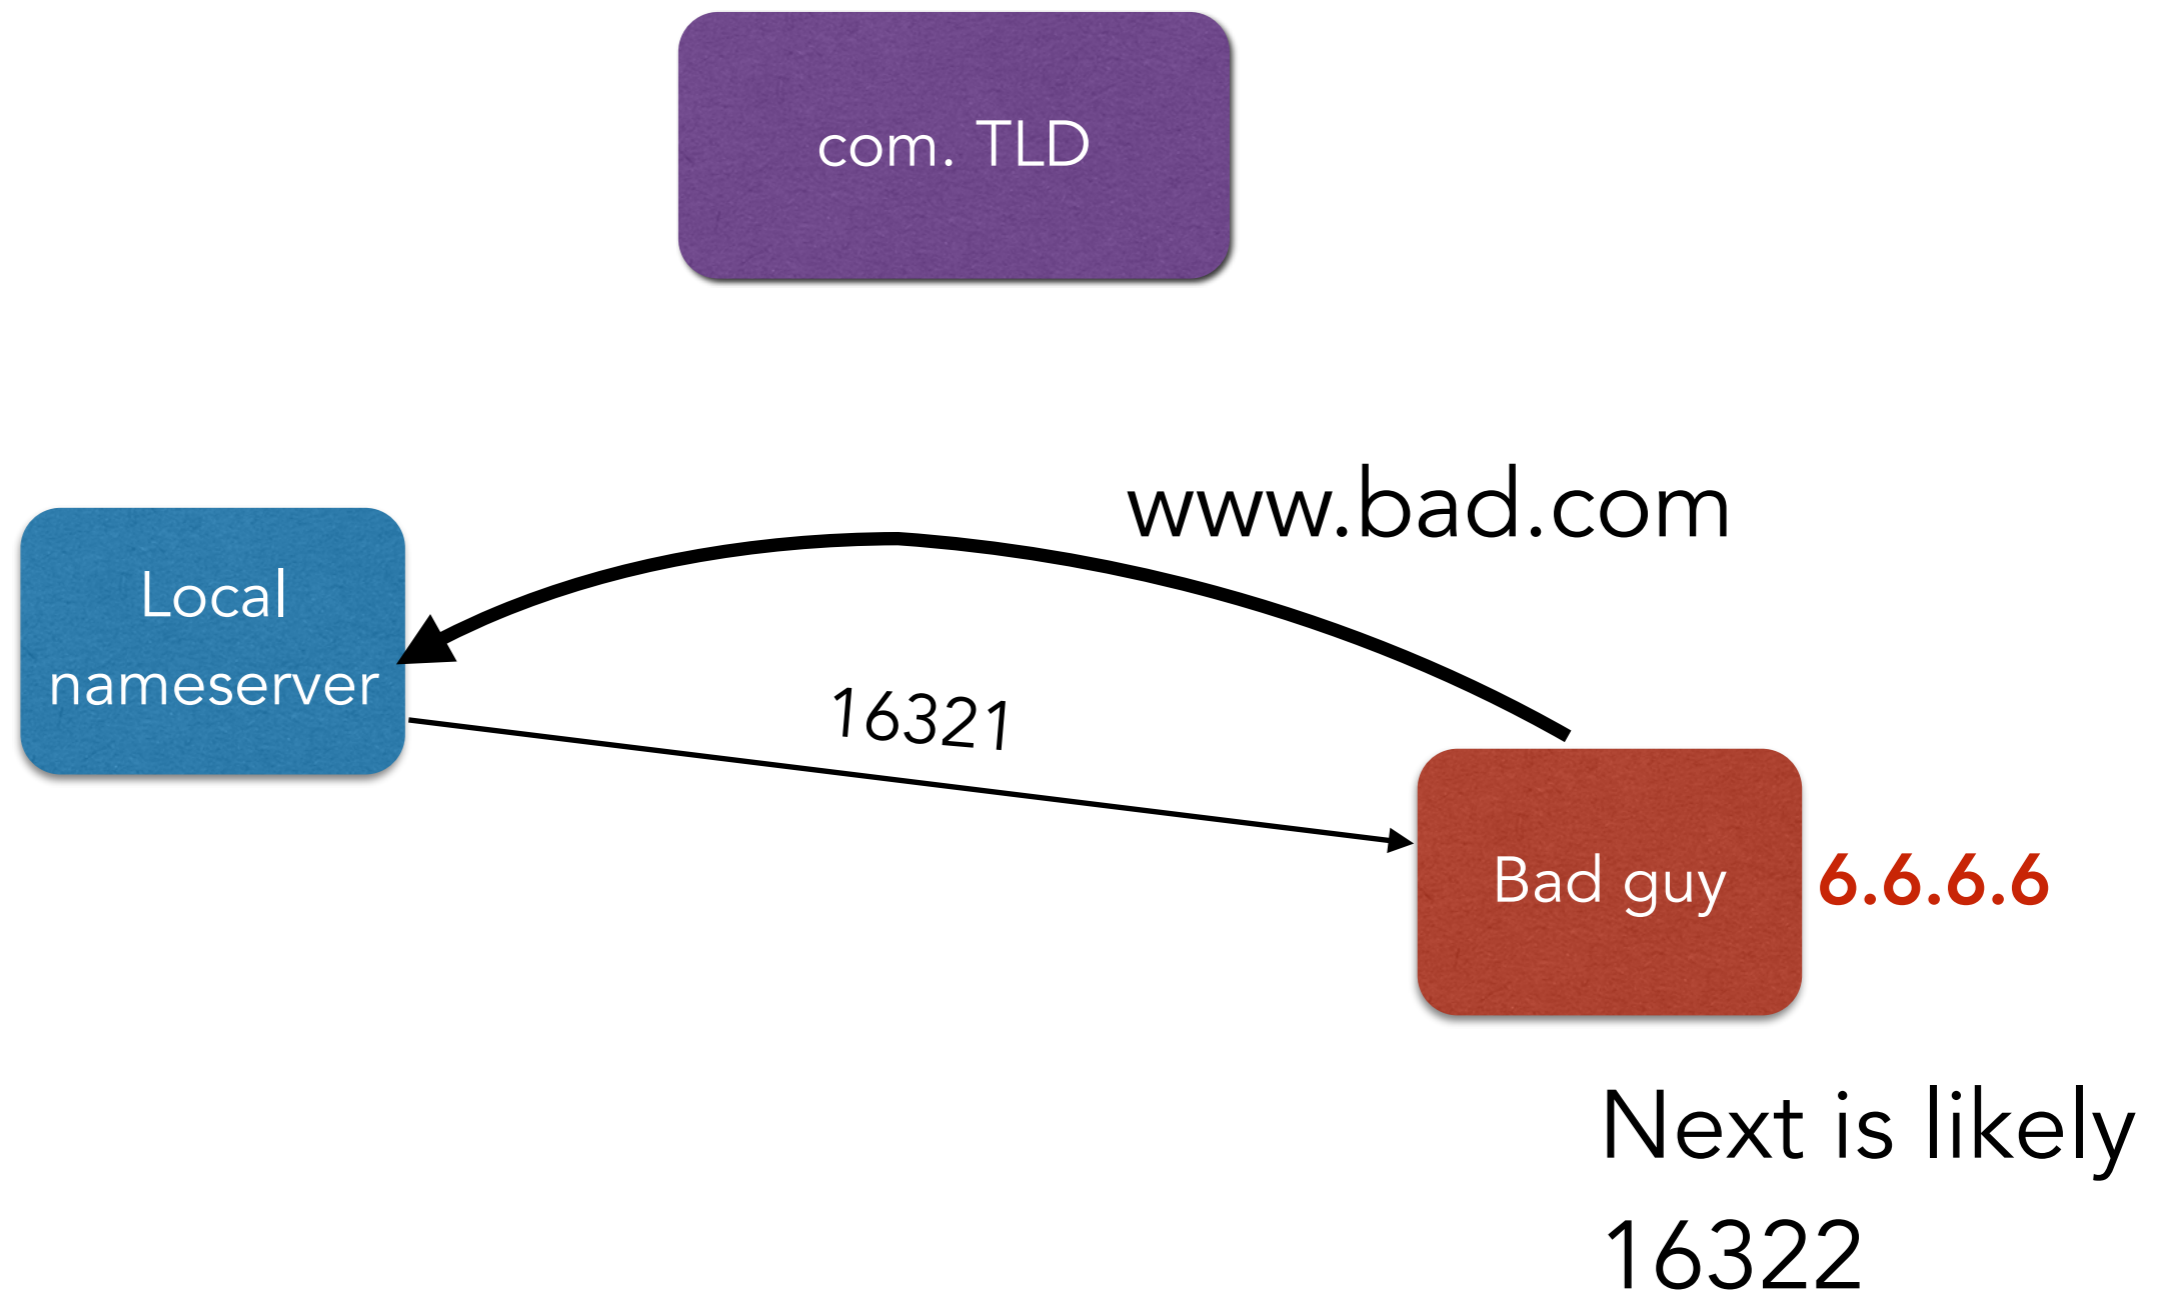 com. TLD
www.bad.com
Local
nameserver
16321
Bad guy
6.6.6.6
Next is likely
16322